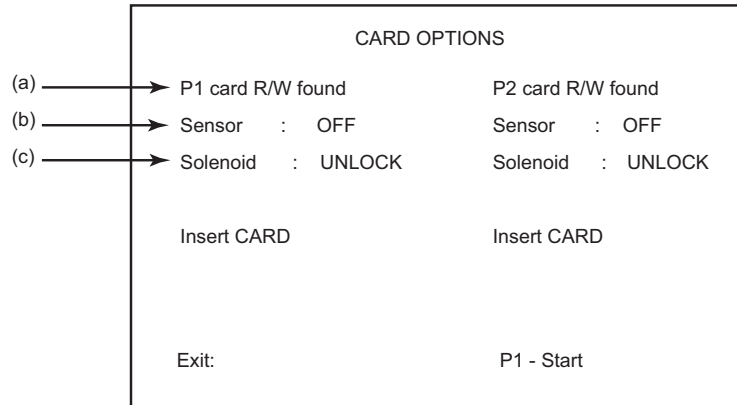 CARD OPTIONS
(a) P1 card R/W found P2 card R/W found
(b) Sensor : OFF Sensor : OFF
(c) Solenoid : UNLOCK Solenoid : UNLOCK
Insert CARD Insert CARD
Exit: P1 - Start